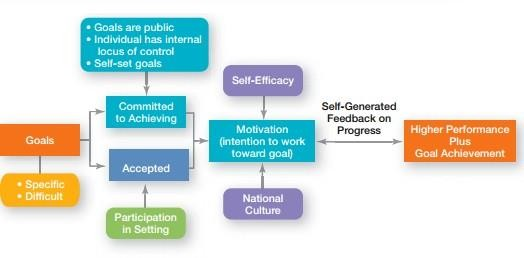 • Goals are public
• Individual has internal
locus of control
• Self-set goals
Self-Efficacy
Committed
to Achieving
Self-Generated
Feedback on
Progress
Goals
Motivation
(intention to work
toward goal)
Higher Performance
Plus
Goal Achievement
Accepted
• Specific
• Difficult
National
Culture
Participation
in Setting